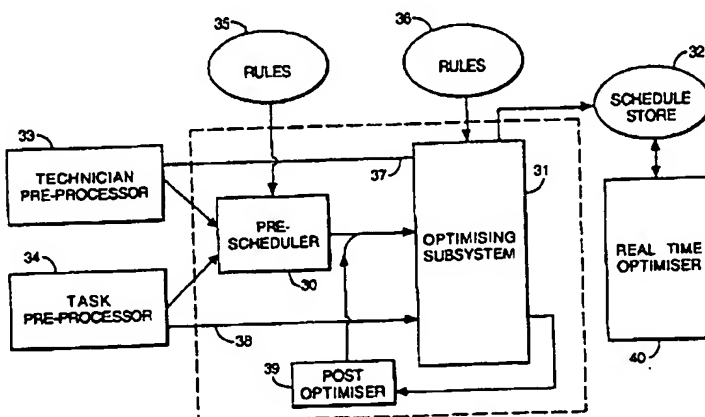 35
RULES
36
RULES
32
SCHEDULE
STORE
33
TECHNICIAN
PRE-PROCESSOR
37
31
PRE-
SCHEDULER
30
OPTIMISING
SUBSYSTEM
REAL TIME
OPTIMISER
40
34
TASK
PRE-PROCESSOR
38
39
POST
OPTIMISER